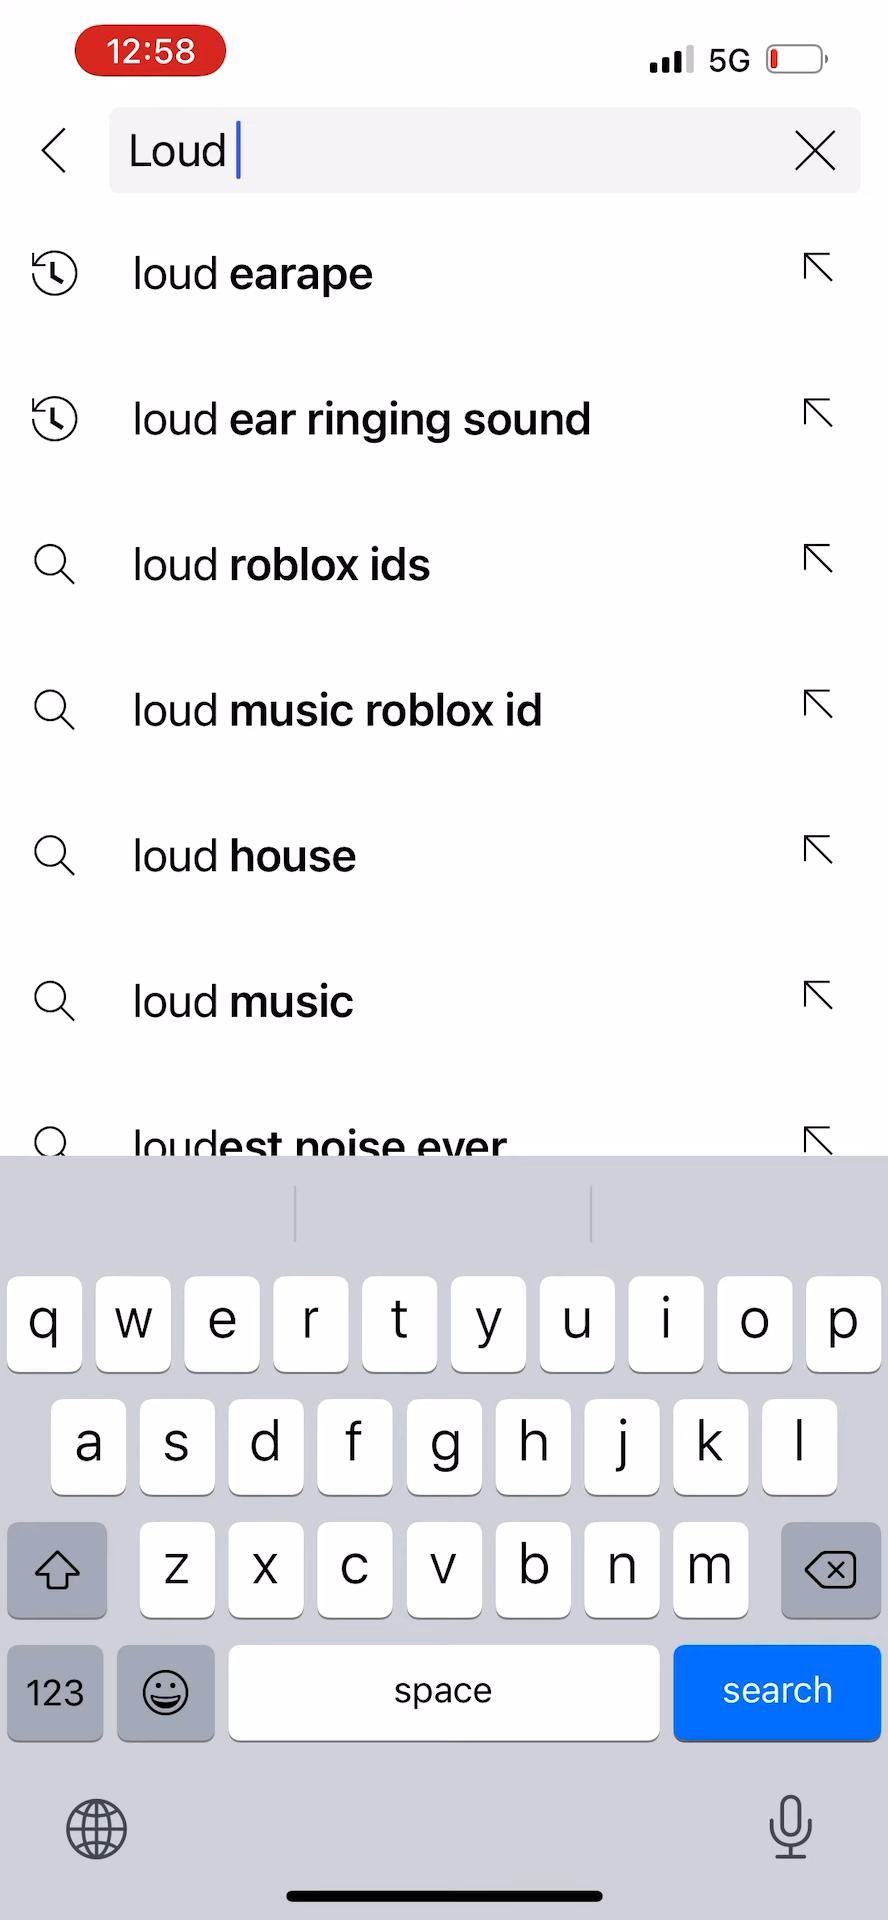 12:58 5G
Loud
loud earape
loud ear ringing sound
loud roblox ids
loud music roblox id
loud house
loud music
loudest noise ever
q w e r t y u i o p
a s d f g h j k l
z x c v b n m
123 space search